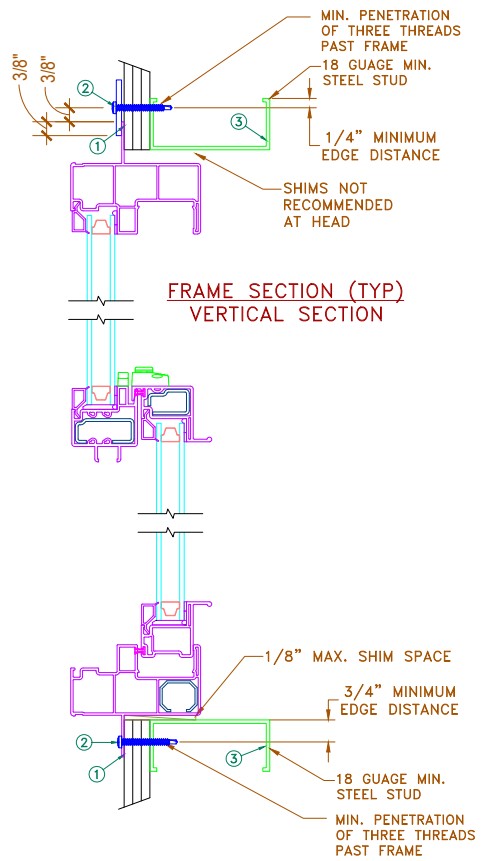 MIN. PENETRATION
OF THREE THREADS
PAST FRAME
18 GUAGE MIN.
STEEL STUD
3/8"
3/8"
2
1
3
1/4" MINIMUM
EDGE DISTANCE
SHIMS NOT
RECOMMENDED
AT HEAD
FRAME SECTION (TYP)
VERTICAL SECTION
1/8" MAX. SHIM SPACE
3/4" MINIMUM
EDGE DISTANCE
2
1
3
18 GUAGE MIN.
STEEL STUD
MIN. PENETRATION
OF THREE THREADS
PAST FRAME